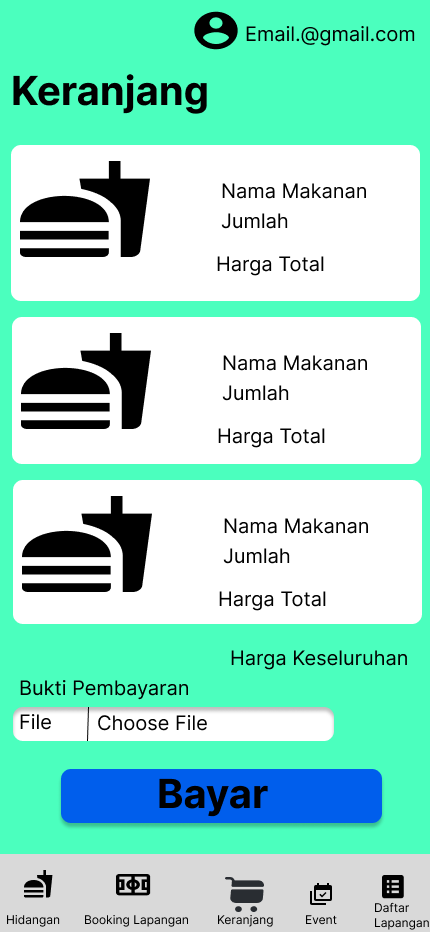 Email.@gmail.com
Keranjang
Nama Makanan
Jumlah
Harga Total
Nama Makanan
Jumlah
Harga Total
Nama Makanan
Jumlah
Harga Total
Harga Keseluruhan
Bukti Pembayaran
File Choose File
Bayar
Hidangan
Booking Lapangan
Keranjang
Event
Daftar
Lapangan